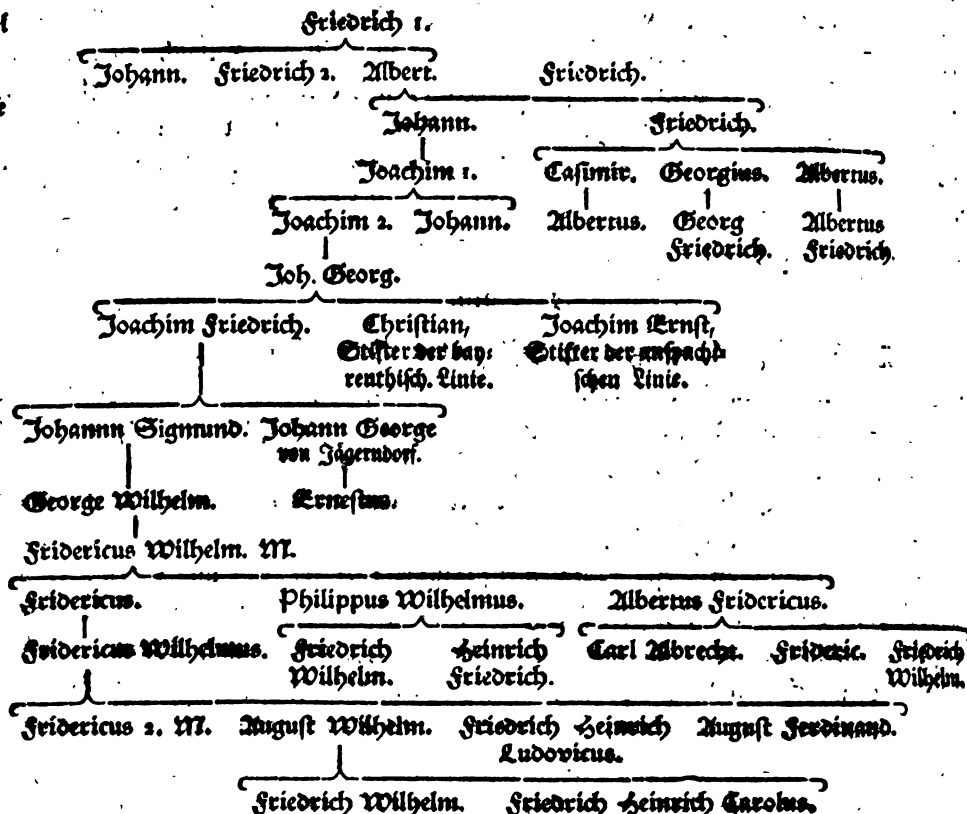 Friedrich 1.
Johann. Friedrich 2. Albert. Friedrich.
Johann. Friedrich.
Joachim 1. Casimir. Georgius. Albertus.
Joachim 2. Johann. Albertus. Georg Albertus
Friedrich. Friedrich.
Joh. Georg.
Joachim Friedrich. Christian, Joachim Ernst,
Stifter der bay- Stifter der anspachi-
renthisch. Linie. schen Linie.
Johann Sigmund. Johann George
von Jägerndorf.
George Wilhelm. Ernestus.
Fridericus Wilhelm. M.
Fridericus. Philippus Wilhelmus. Albertus Fridericus.
Fridericus Wilhelmus. Friedrich Heinrich Carl Albrecht. Frideric. Friedrich
Wilhelm. Friedrich. Wilhelm.
Fridericus 2. M. August Wilhelm. Friedrich Heinrich August Ferdinand.
Ludovicus.
Friedrich Wilhelm. Friedrich Heinrich Carolus.